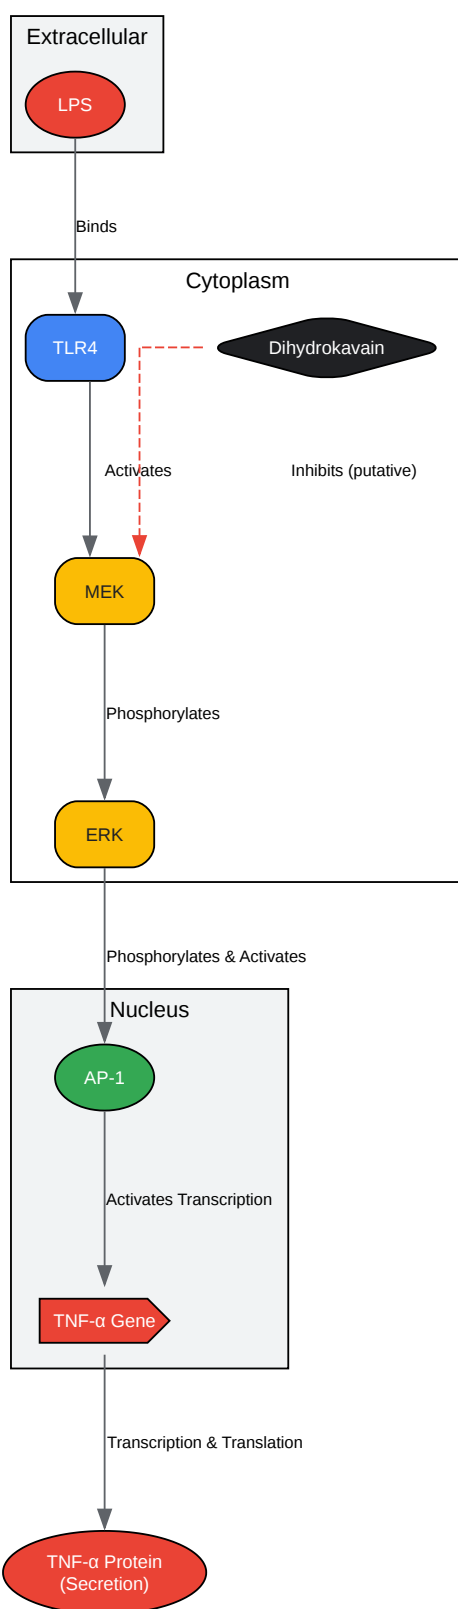 Extracellular
LPS
Binds
Cytoplasm
TLR4
Dihydrokavain
Activates
Inhibits (putative)
MEK
Phosphorylates
ERK
Phosphorylates & Activates
Nucleus
AP-1
Activates Transcription
TNF-α Gene
Transcription & Translation
TNF-α Protein
(Secretion)